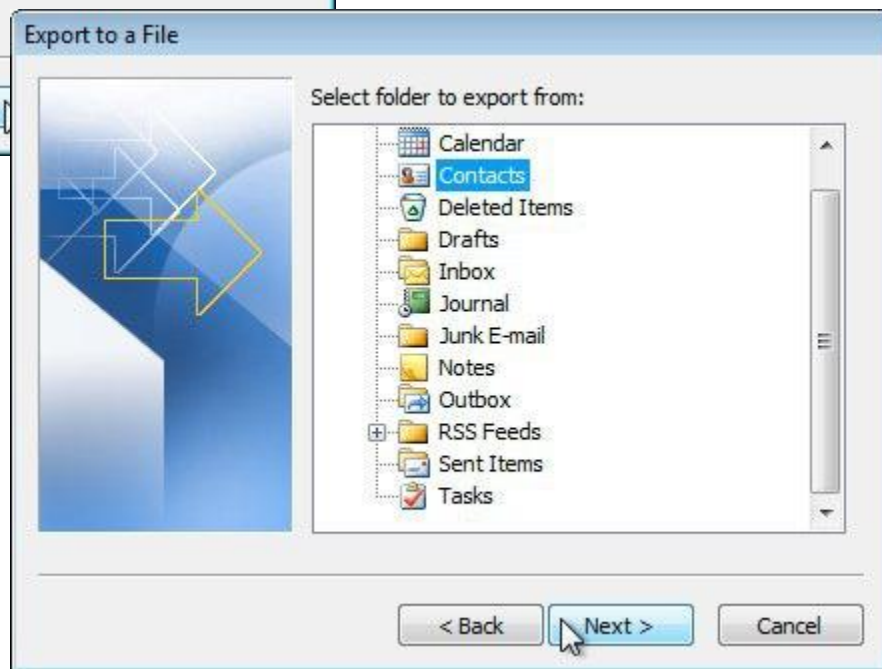 Export to a File
Select folder to export from:
Calendar
Contacts
Deleted Items
Drafts
Inbox
Journal
Junk E-mail
Notes
Outbox
RSS Feeds
Sent Items
Tasks
< Back Next > Cancel